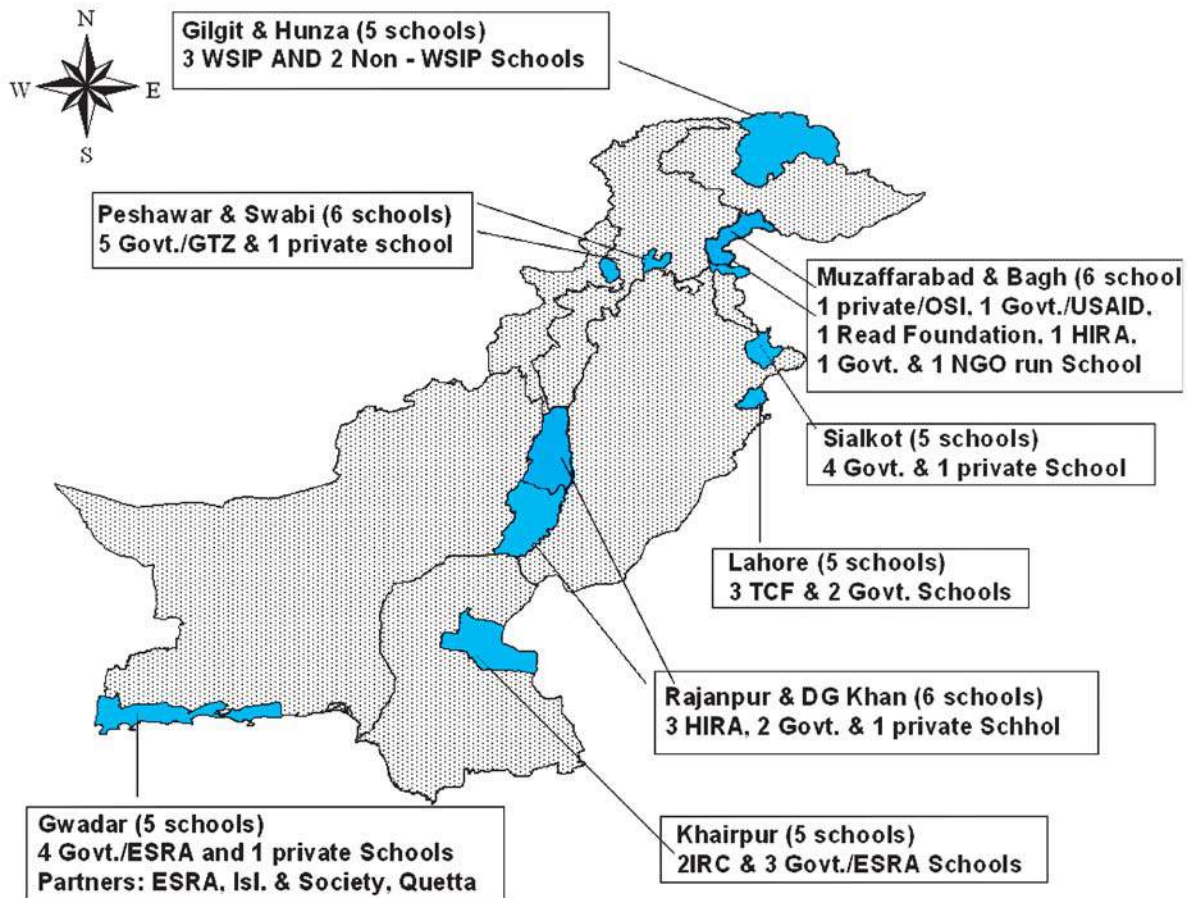 N
W E
S
Gilgit & Hunza (5 schools)
3 WSIP AND 2 Non - WSIP Schools
Peshawar & Swabi (6 schools)
5 Govt./GTZ & 1 private school
Muzaffarabad & Bagh (6 school
1 private/OSI, 1 Govt./USAID,
1 Read Foundation, 1 HIRA,
1 Govt. & 1 NGO run School
Sialkot (5 schools)
4 Govt. & 1 private School
Lahore (5 schools)
3 TCF & 2 Govt. Schools
Rajanpur & DG Khan (6 schools)
3 HIRA, 2 Govt. & 1 private Schhol
Khairpur (5 schools)
2IRC & 3 Govt./ESRA Schools
Gwadar (5 schools)
4 Govt./ESRA and 1 private Schools
Partners: ESRA, Isl. & Society, Quetta